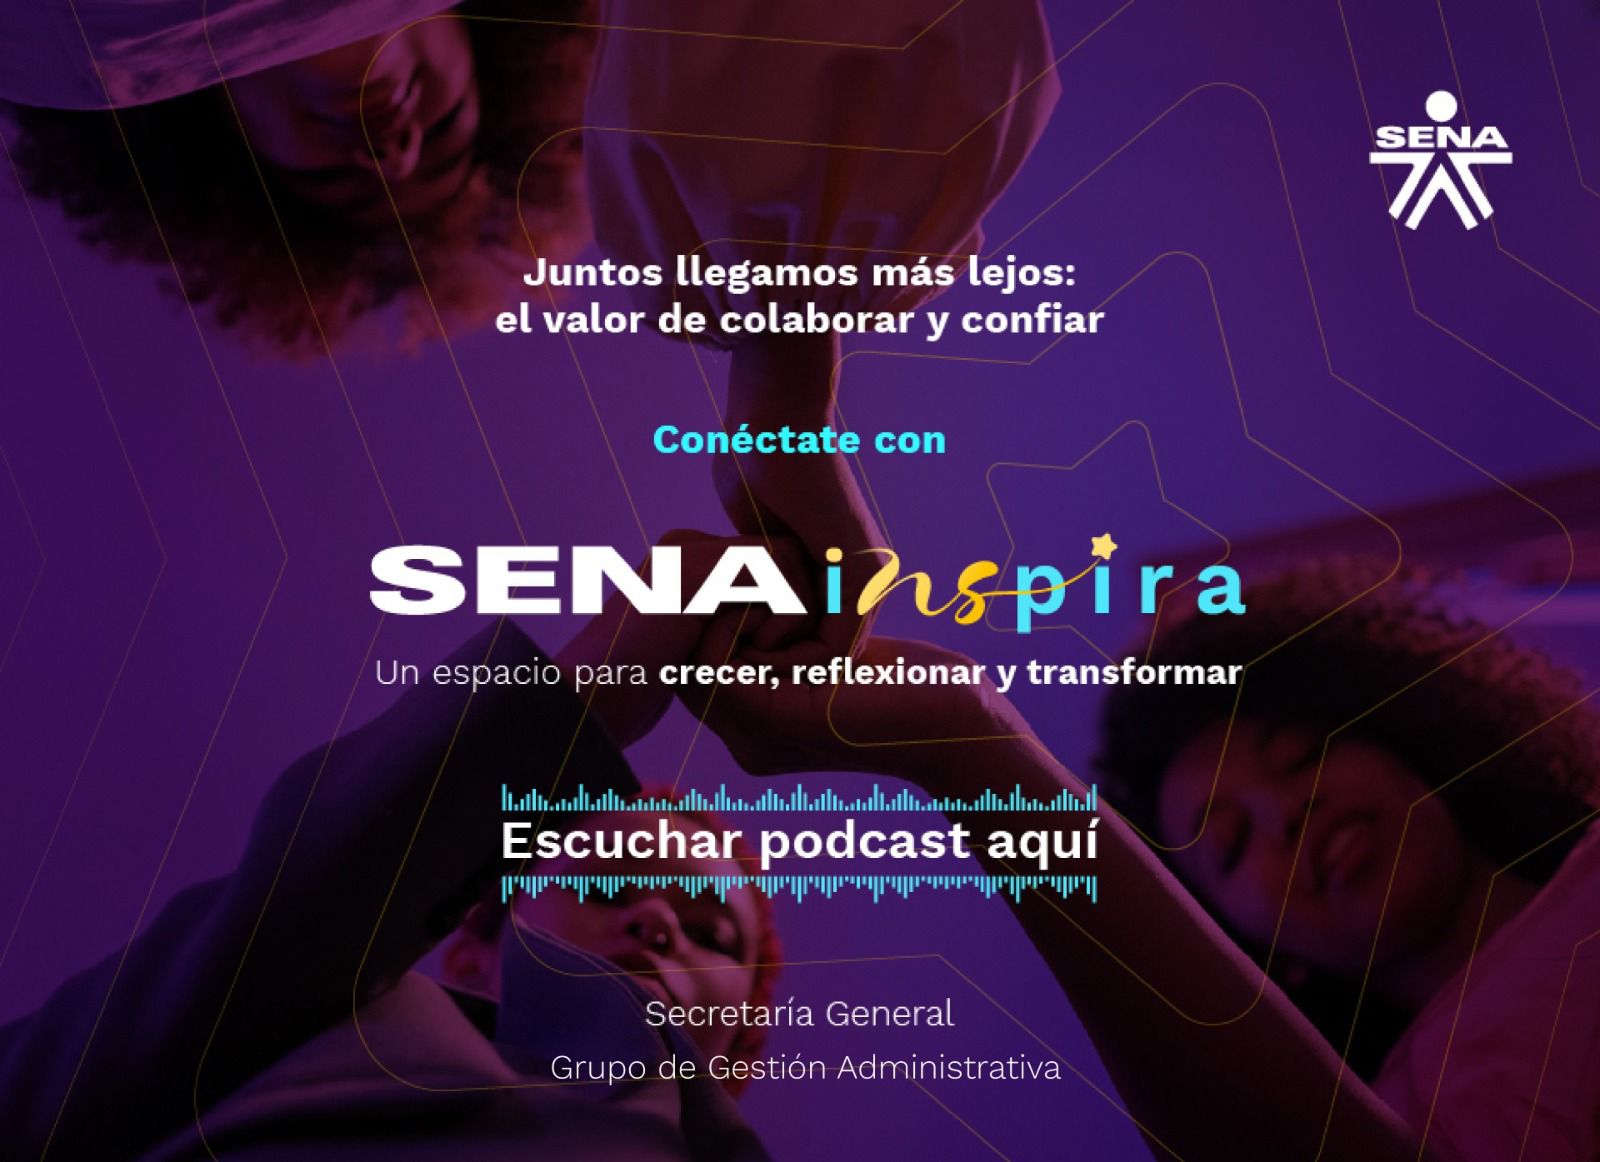 SENA
Juntos llegamos más lejos:
el valor de colaborar y confiar
Conéctate con
SENA inspira
Un espacio para crecer, reflexionar y transformar
Escuchar podcast aquí
Secretaría General
Grupo de Gestión Administrativa